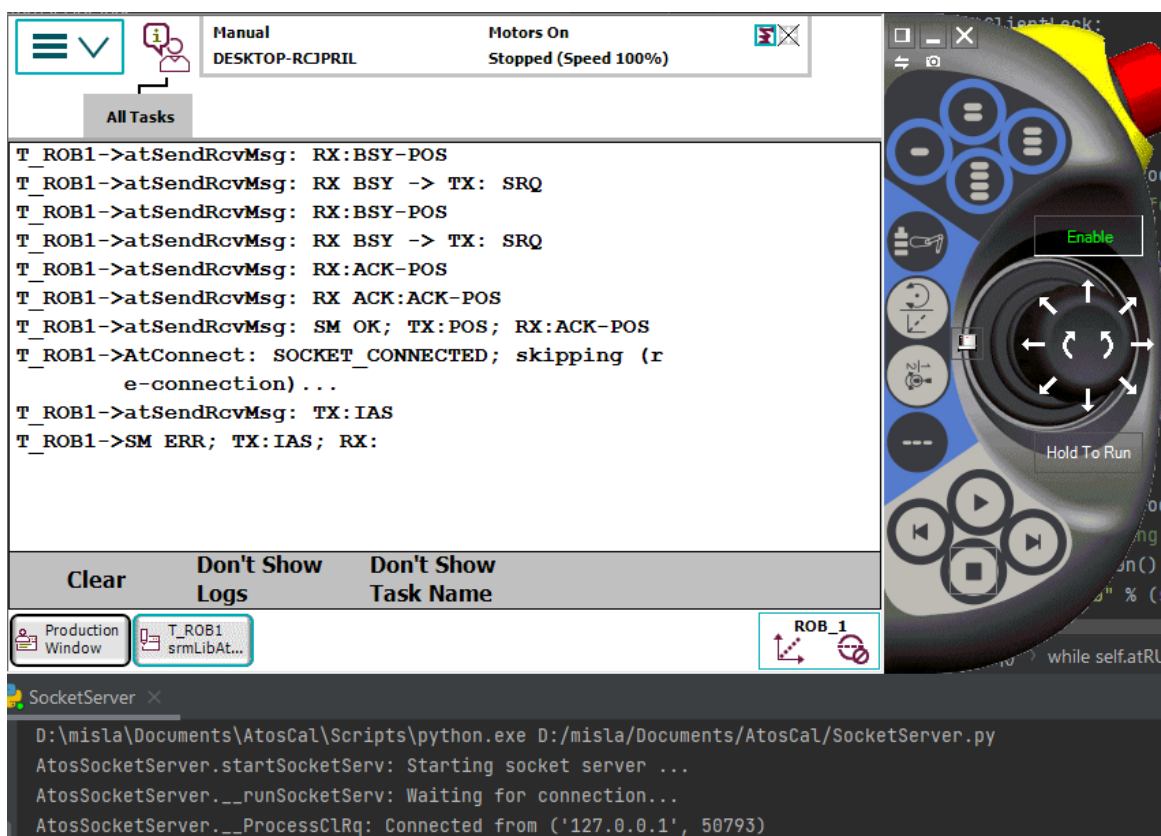 Manual
DESKTOP-RCJPRIL
Motors On
Stopped (Speed 100%)
All Tasks
T_ROB1->atSendRcvMsg: RX:BSY-POS
T_ROB1->atSendRcvMsg: RX BSY -> TX: SRQ
T_ROB1->atSendRcvMsg: RX:BSY-POS
T_ROB1->atSendRcvMsg: RX BSY -> TX: SRQ
T_ROB1->atSendRcvMsg: RX:ACK-POS
T_ROB1->atSendRcvMsg: RX ACK:ACK-POS
T_ROB1->atSendRcvMsg: SM OK; TX:POS; RX:ACK-POS
T_ROB1->AtConnect: SOCKET_CONNECTED; skipping (r
e-connection)...
T_ROB1->atSendRcvMsg: TX:IAS
T_ROB1->SM ERR; TX:IAS; RX:
Clear
Don't Show
Logs
Don't Show
Task Name
Production
Window
T_ROB1
srmLibAt...
ROB_1
Enable
Hold To Run
while self.atRU
SocketServer
D:\misla\Documents\AtosCal\Scripts\python.exe D:/misla/Documents/AtosCal/SocketServer.py
AtosSocketServer.startSocketServ: Starting socket server ...
AtosSocketServer.__runSocketServ: Waiting for connection...
AtosSocketServer.__ProcessClRq: Connected from ('127.0.0.1', 50793)